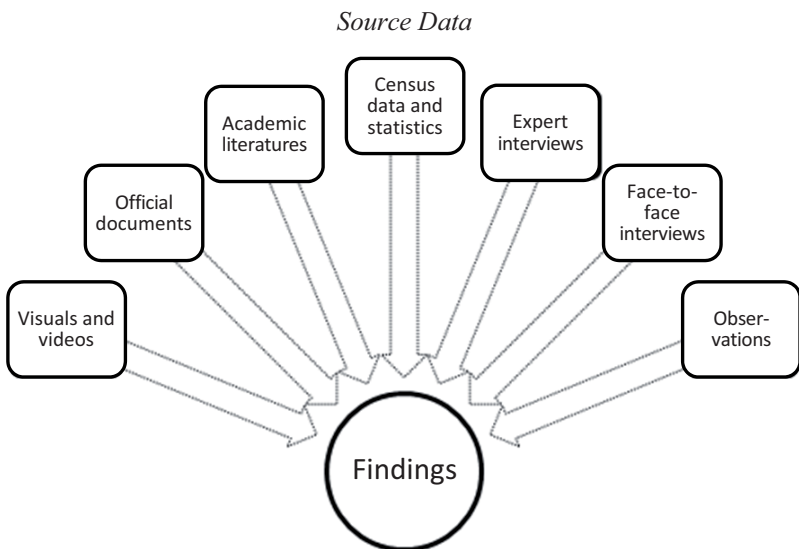 Source Data
Visuals and
videos
Official
documents
Academic
literatures
Census
data and
statistics
Expert
interviews
Face-to-
face
interviews
Obser-
vations
Findings